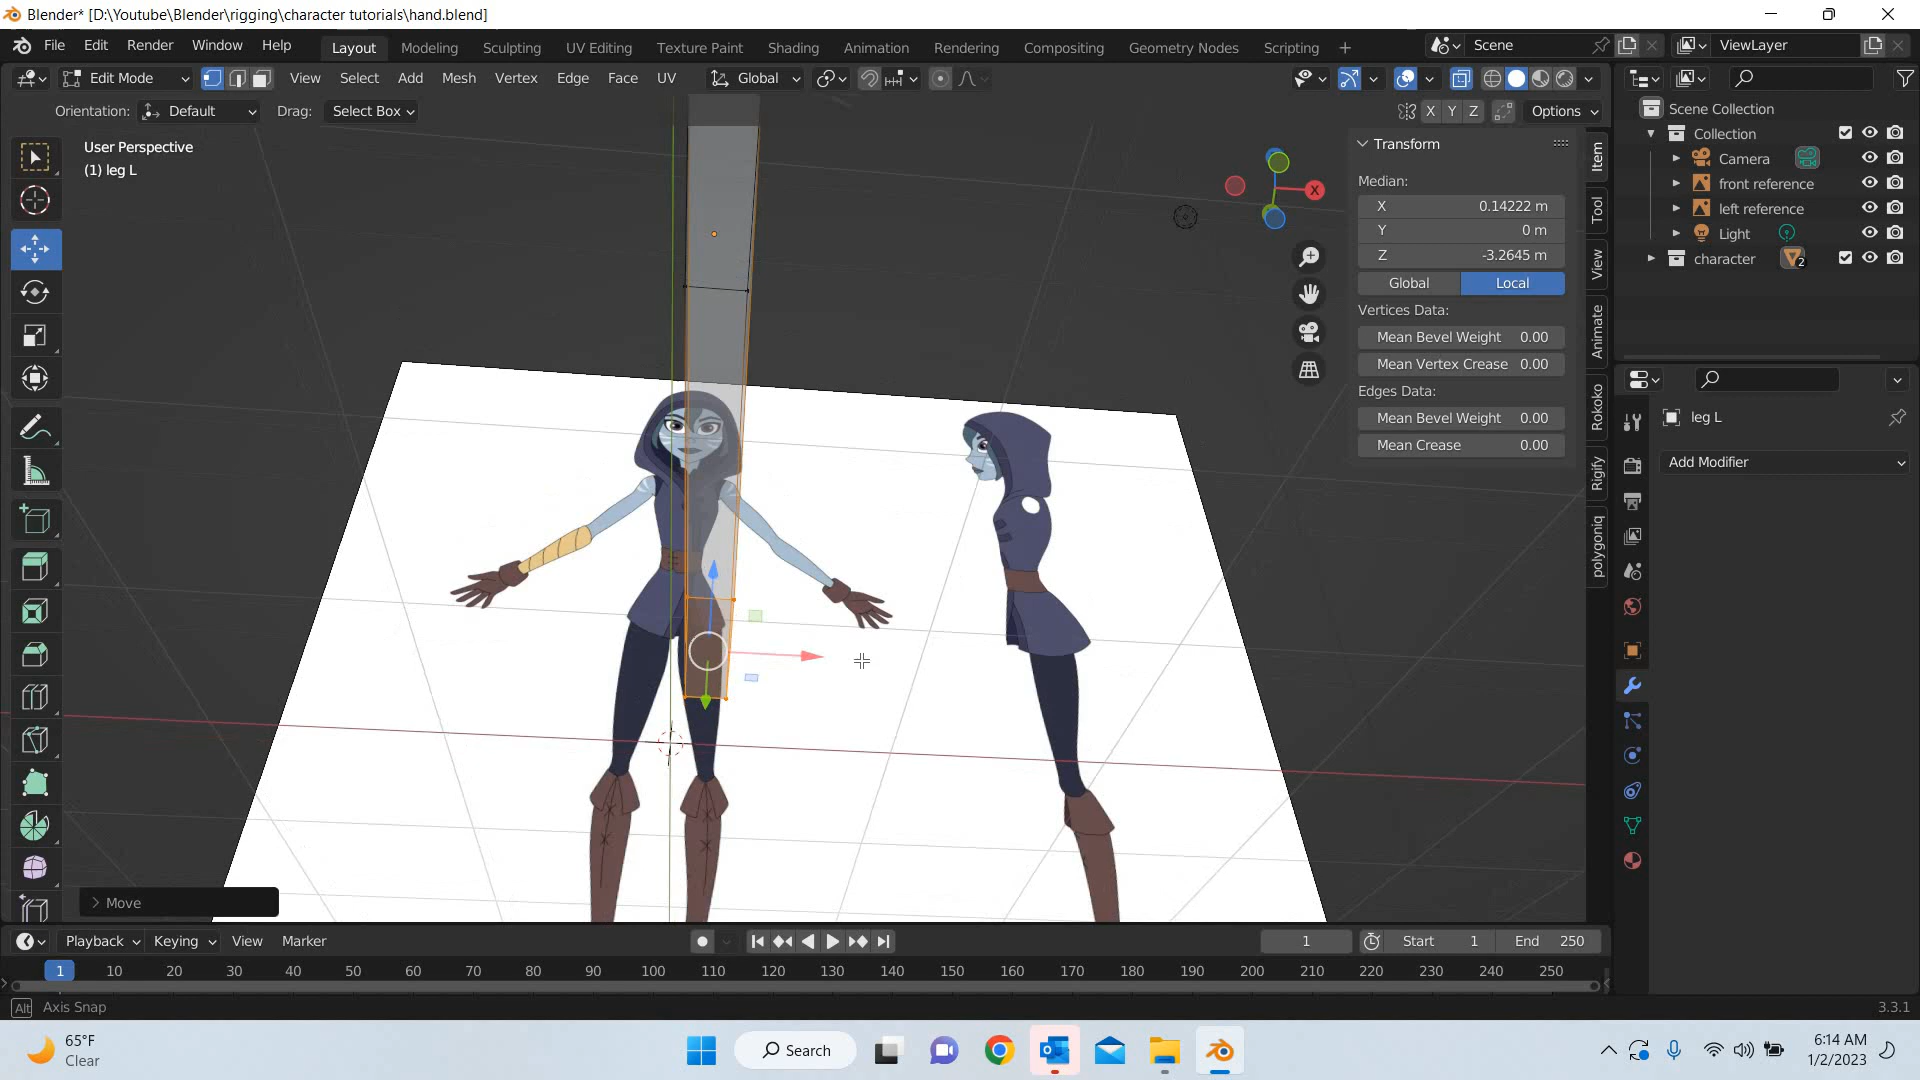 Blender* [D:\Youtube\Blender\rigging\character tutorials\hand.blend]
File Edit Render Window Help Layout Modeling Sculpting UV Editing Texture Paint Shading Animation Rendering Compositing Geometry Nodes Scripting + Scene ViewLayer
Edit Mode View Select Add Mesh Vertex Edge Face UV Global
Orientation: Default Drag: Select Box X Y Z Options
User Perspective
(1) leg L
X
Transform
Median:
X 0.14222 m
Y 0 m
Z -3.2645 m
Global Local
Vertices Data:
Mean Bevel Weight 0.00
Mean Vertex Crease 0.00
Edges Data:
Mean Bevel Weight 0.00
Mean Crease 0.00
Item
Tool
View
Animate
Rokoko
Rigify
polygoniq
Scene Collection
Collection
Camera
front reference
left reference
Light
character 2
leg L
Add Modifier
Move
Playback Keying View Marker 1 Start 1 End 250
1 10 20 30 40 50 60 70 80 90 100 110 120 130 140 150 160 170 180 190 200 210 220 230 240 250
Alt Axis Snap 3.3.1
65°F
Clear
Search
6:14 AM
1/2/2023